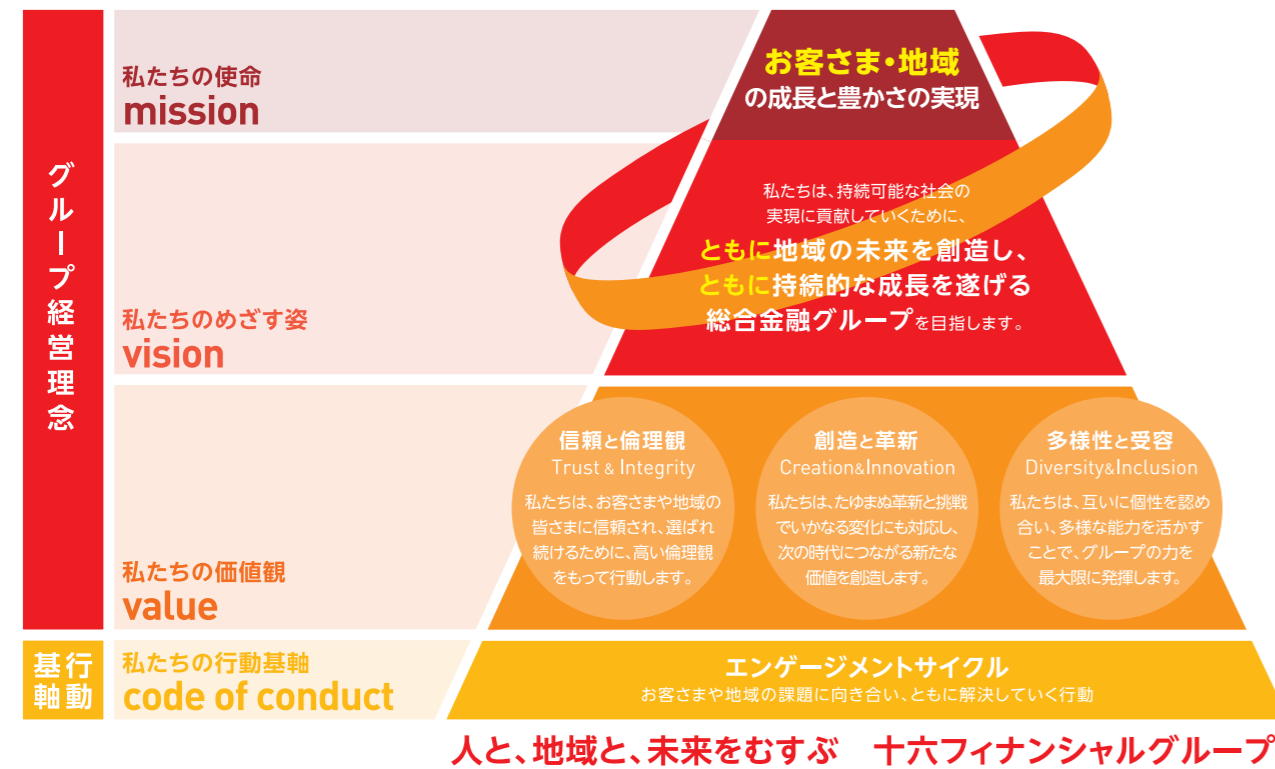 グループ経営理念
私たちの使命
mission
お客さま・地域
の成長と豊かさの実現
私たちのめざす姿
vision
私たちは、持続可能な社会の
実現に貢献していくために、
ともに地域の未来を創造し、
ともに持続的な成長を遂げる
総合金融グループを目指します。
私たちの価値観
value
信頼と倫理観
Trust & Integrity
私たちは、お客さまや地域の
皆さまに信頼され、選ばれ
続けるために、高い倫理観
をもって行動します。
創造と革新
Creation&Innovation
私たちは、たゆまぬ革新と挑戦
でいかなる変化にも対応し、
次の時代につながる新たな
価値を創造します。
多様性と受容
Diversity&Inclusion
私たちは、互いに個性を認め
合い、多様な能力を活かす
ことで、グループの力を
最大限に発揮します。
行動
基軸
私たちの行動基軸
code of conduct
エンゲージメントサイクル
お客さまや地域の課題に向き合い、ともに解決していく行動
人と、地域と、未来をむすぶ　十六フィナンシャルグループ